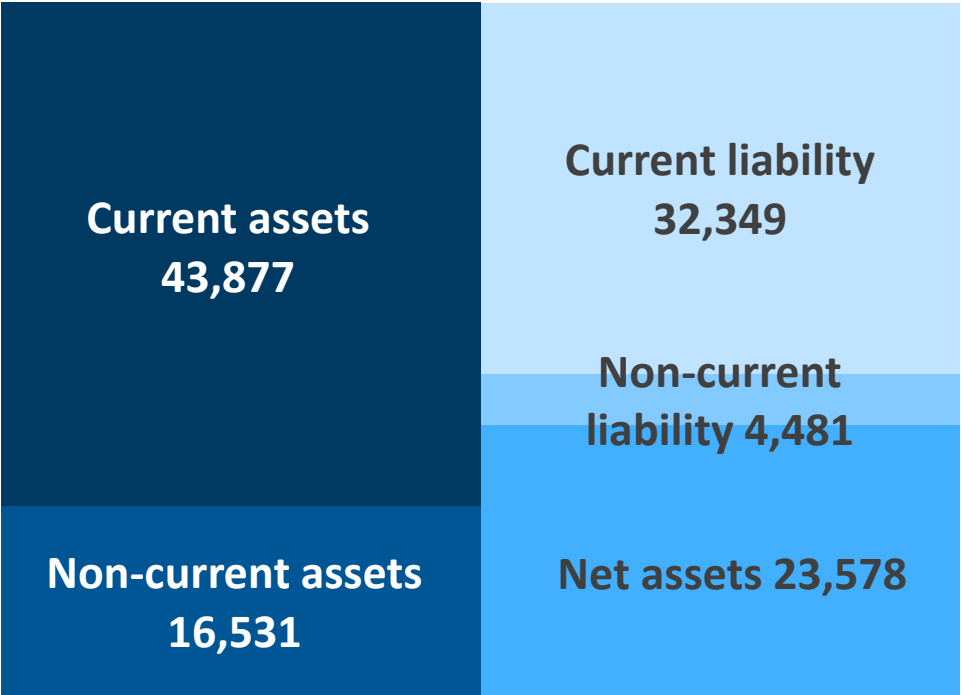 Current assets
43,877
Non-current assets
16,531
Current liability
32,349
Non-current
liability 4,481
Net assets 23,578